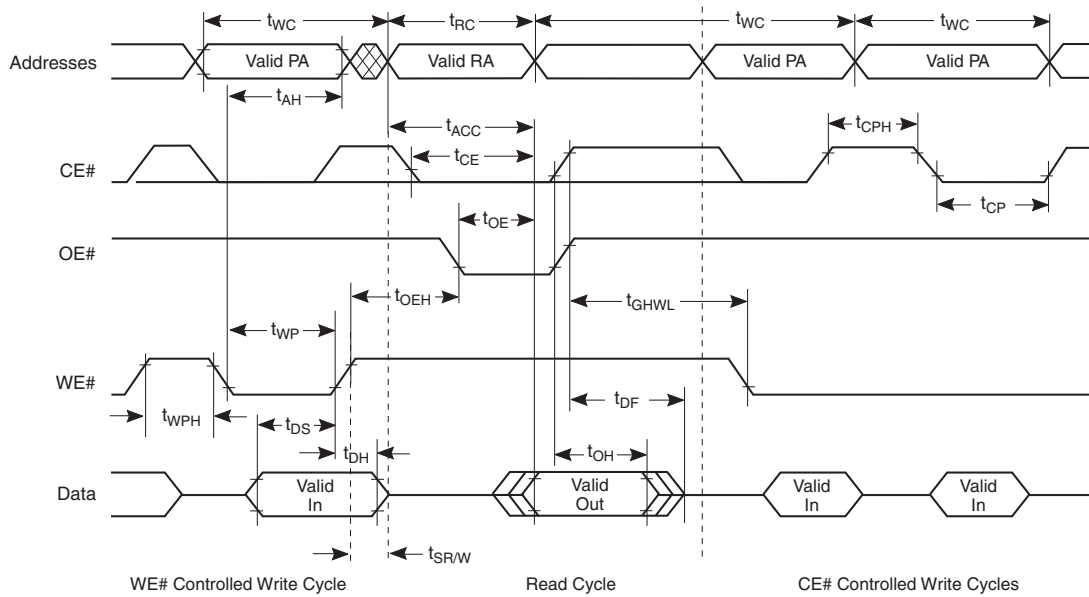 tWC tRC tWC tWC
Addresses Valid PA Valid RA Valid PA Valid PA
tAH
tACC tCPH
CE# tCE
tCP
tOE
OE#
tOEH tGHWL
tWP
WE#
tDF
tWPH tDS
tDH tOH
Data Valid In Valid Out Valid In Valid In
tSR/W
WE# Controlled Write Cycle Read Cycle CE# Controlled Write Cycles